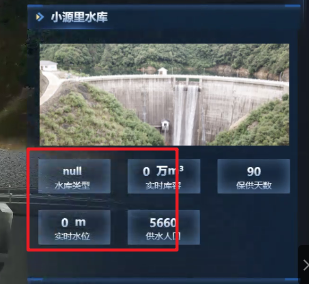 小源里水库
null
0 万m³
90
水库类型
实时库容
保供天数
0 m
5660
实时水位
供水人口